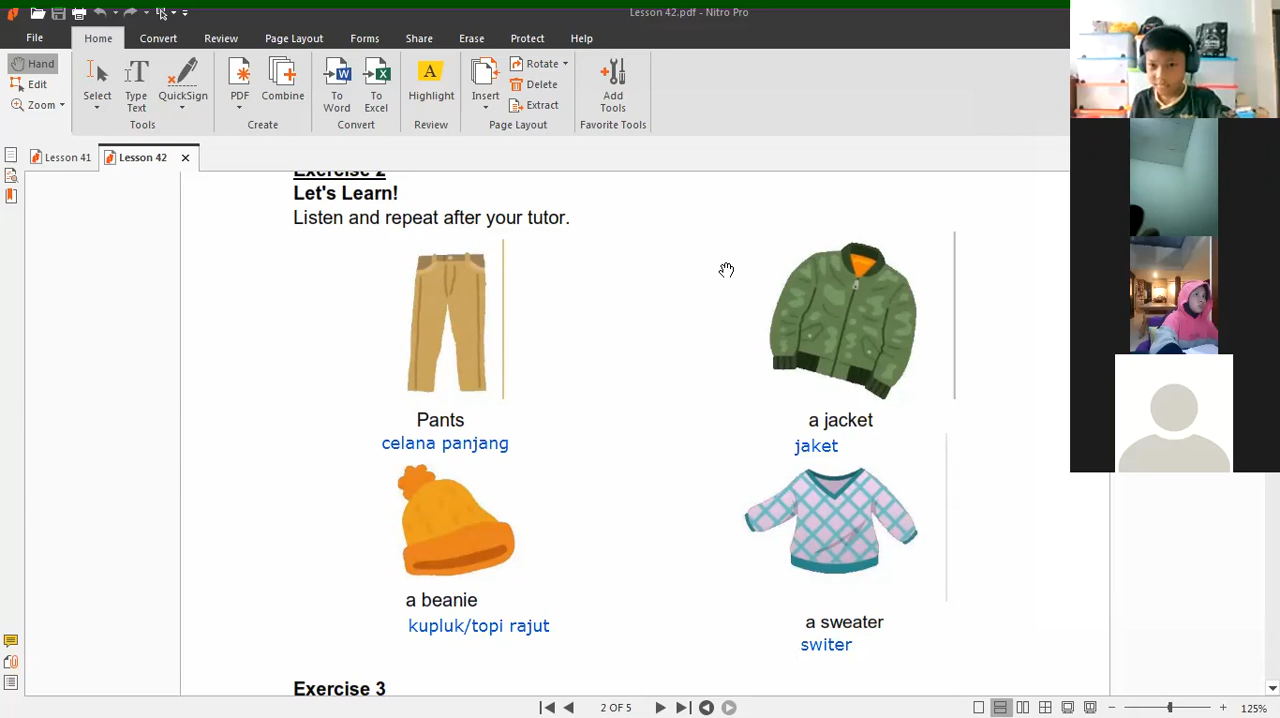 Lesson 42.pdf - Nitro Pro
File Home Convert Review Page Layout Forms Share Erase Protect Help
Hand
Edit
Zoom
Select
Type Text
QuickSign
Tools
PDF
Combine
Create
To Word
To Excel
Convert
A
Highlight
Review
Insert
Rotate
Delete
Extract
Page Layout
Add Tools
Favorite Tools
Lesson 41
Lesson 42
Exercise 2
Let's Learn!
Listen and repeat after your tutor.
Pants
celana panjang
a jacket
jaket
a beanie
kupluk/topi rajut
a sweater
switer
Exercise 3
2 OF 5
125%